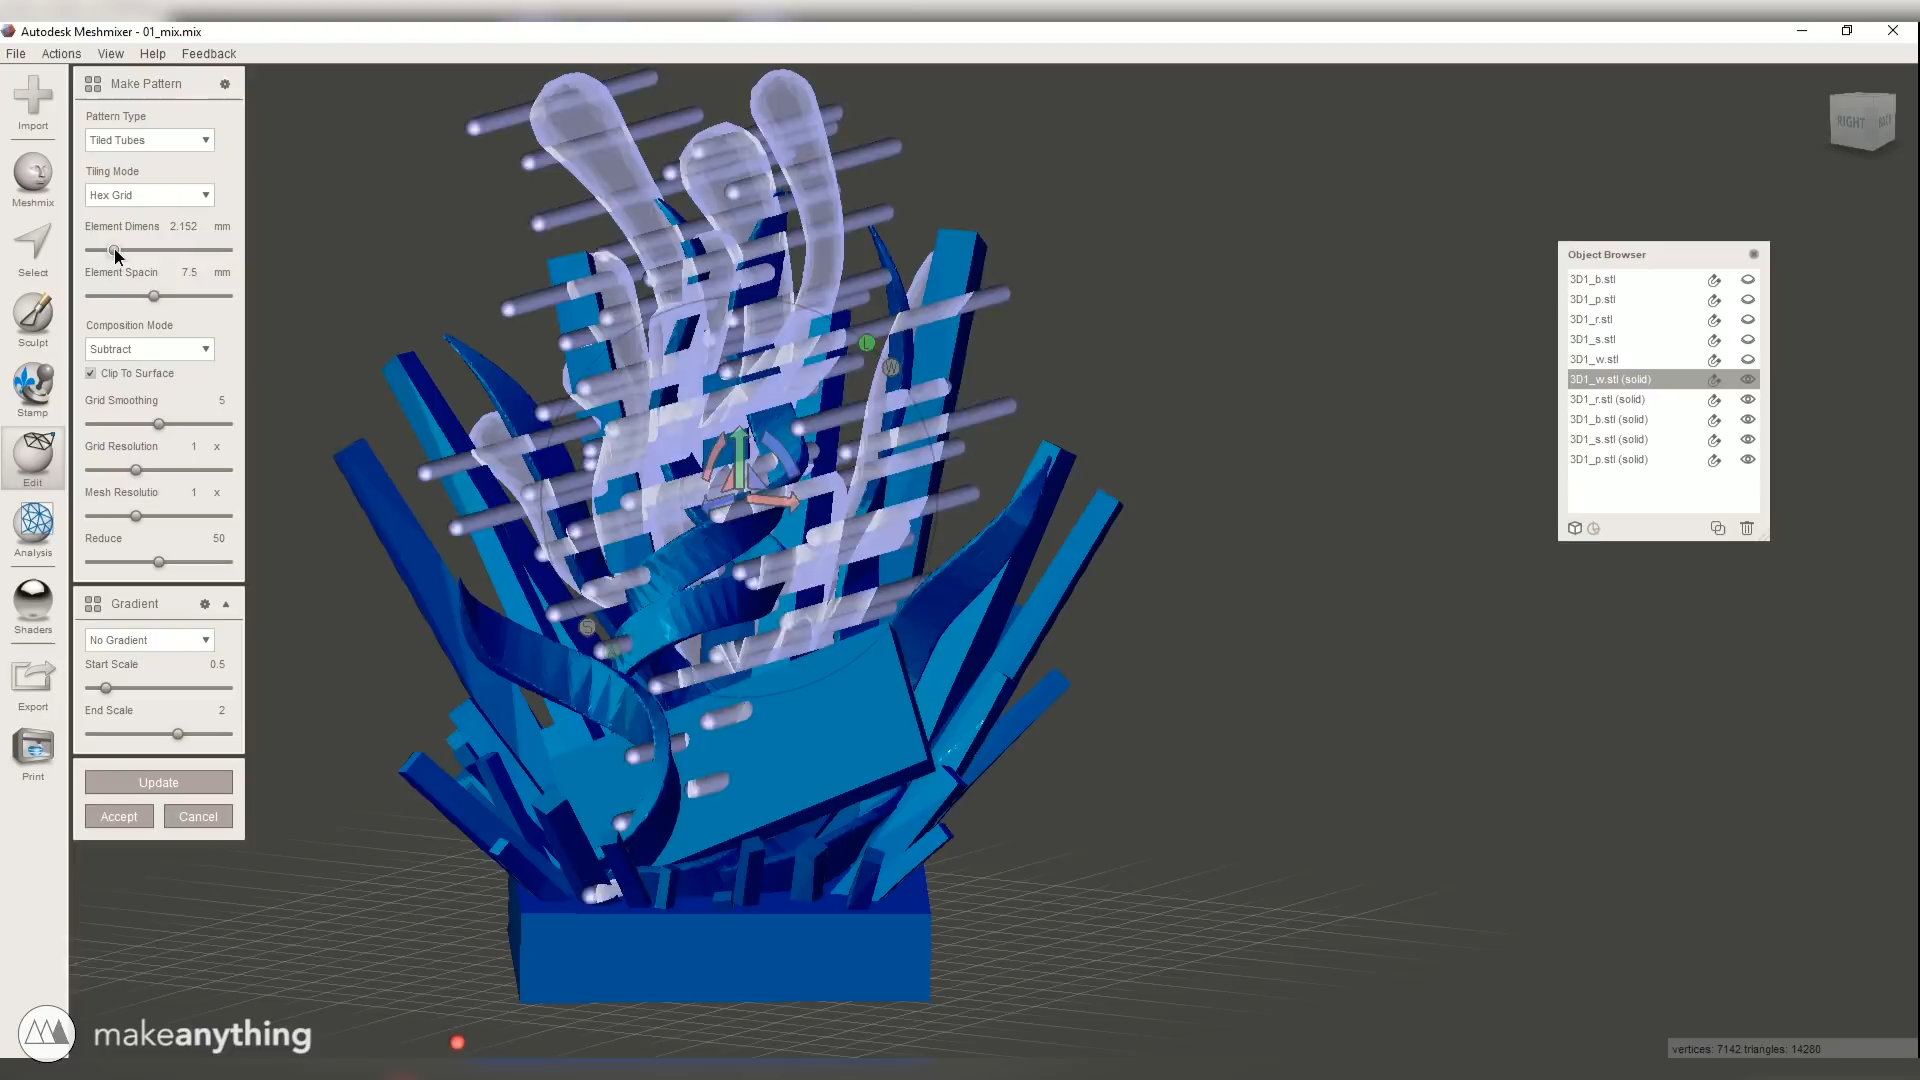 Autodesk Meshmixer - 01_mix.mix
File Actions View Help Feedback
Import
Meshmix
Select
Sculpt
Stamp
Edit
Analysis
Shaders
Export
Print
Make Pattern
Pattern Type
Tiled Tubes
Tiling Mode
Hex Grid
Element Dimens 2.152 mm
Element Spacin 7.5 mm
Composition Mode
Subtract
Clip To Surface
Grid Smoothing 5
Grid Resolution 1 x
Mesh Resolutio 1 x
Reduce 50
Gradient
No Gradient
Start Scale 0.5
End Scale 2
Update
Accept Cancel
L
W
S
RIGHT BACK
Object Browser
3D1_b.stl
3D1_p.stl
3D1_r.stl
3D1_s.stl
3D1_w.stl
3D1_w.stl (solid)
3D1_r.stl (solid)
3D1_b.stl (solid)
3D1_s.stl (solid)
3D1_p.stl (solid)
makeanything
vertices: 7142 triangles: 14280